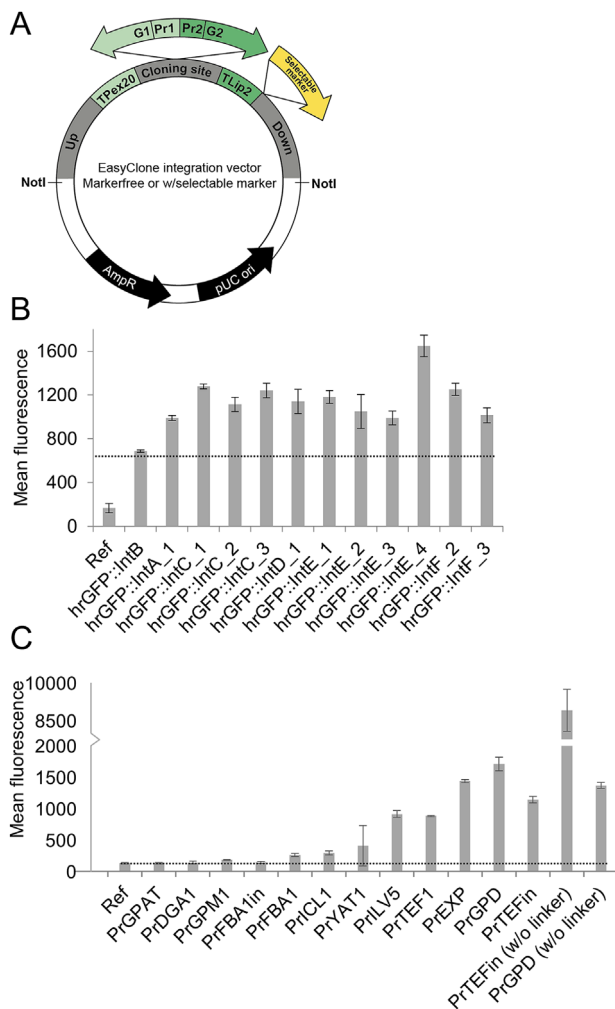 A
G1 Pr1 Pr2 G2
Selectable
marker
TPex20 Cloning site TLip2
Up Down
NotI NotI
EasyClone integration vector
Markerfree or w/selectable marker
AmpR pUC ori
B
Mean fluorescence
1600
1200
800
400
0
Ref
hrGFP::IntB
hrGFP::IntA_1
hrGFP::IntC_1
hrGFP::IntC_2
hrGFP::IntC_3
hrGFP::IntD_1
hrGFP::IntE_1
hrGFP::IntE_2
hrGFP::IntE_3
hrGFP::IntE_4
hrGFP::IntF_2
hrGFP::IntF_3
C
Mean fluorescence
10000
8500
2000
1500
1000
500
0
Ref
PrGPAT
PrDGA1
PrGPM1
PrFBA1in
PrFBA1
PrICL1
PrYAT1
PrILV5
PrTEF1
PrEXP
PrGPD
PrTEFin
PrTEFin (w/o linker)
PrGPD (w/o linker)